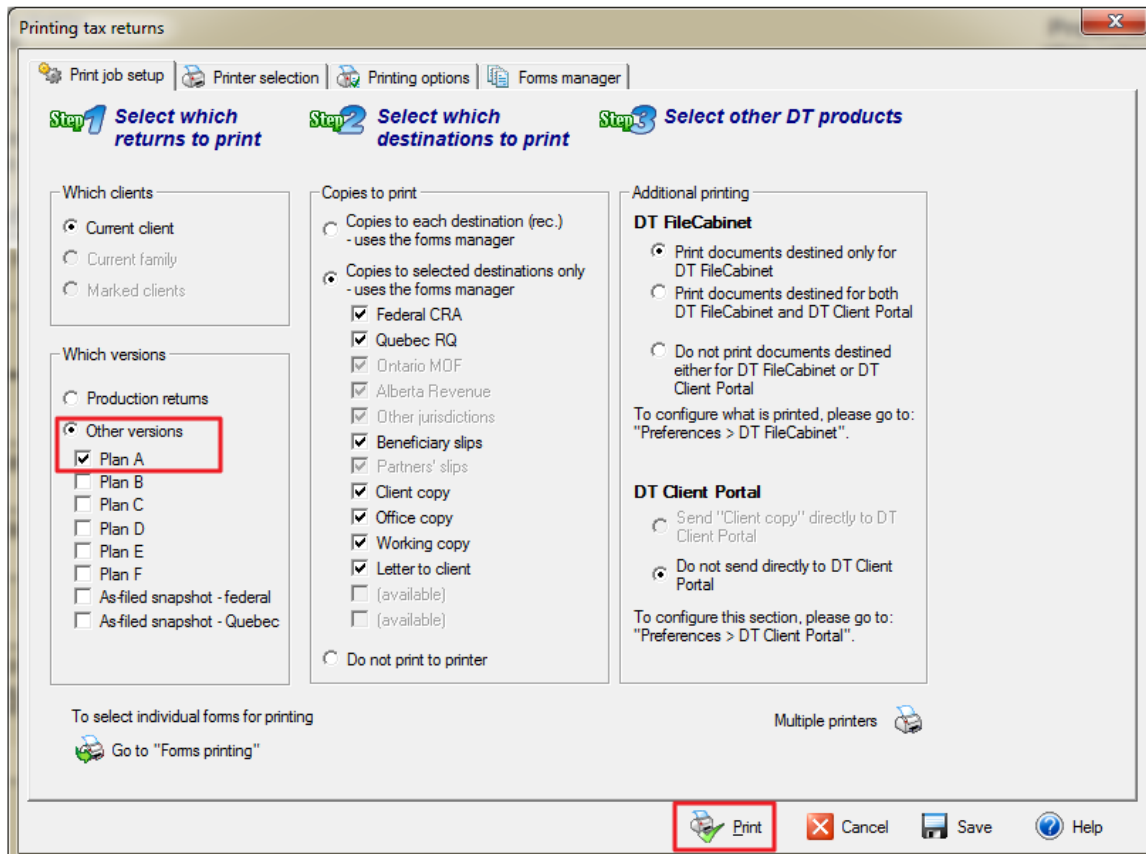 Printing tax returns
Print job setup
Printer selection
Printing options
Forms manager
Step 1
Select which
returns to print
Step 2
Select which
destinations to print
Step 3
Select other DT products
Which clients
Current client
Current family
Marked clients
Which versions
Production returns
Other versions
Plan A
Plan B
Plan C
Plan D
Plan E
Plan F
As-filed snapshot - federal
As-filed snapshot - Quebec
Copies to print
Copies to each destination (rec.)
- uses the forms manager
Copies to selected destinations only
- uses the forms manager
Federal CRA
Quebec RQ
Ontario MOF
Alberta Revenue
Other jurisdictions
Beneficiary slips
Partners' slips
Client copy
Office copy
Working copy
Letter to client
(available)
(available)
Do not print to printer
Additional printing
DT FileCabinet
Print documents destined only for
DT FileCabinet
Print documents destined for both
DT FileCabinet and DT Client Portal
Do not print documents destined
either for DT FileCabinet or DT
Client Portal
To configure what is printed, please go to:
"Preferences > DT FileCabinet".
DT Client Portal
Send "Client copy" directly to DT
Client Portal
Do not send directly to DT Client
Portal
To configure this section, please go to:
"Preferences > DT Client Portal".
To select individual forms for printing
Go to "Forms printing"
Multiple printers
Print
Cancel
Save
Help